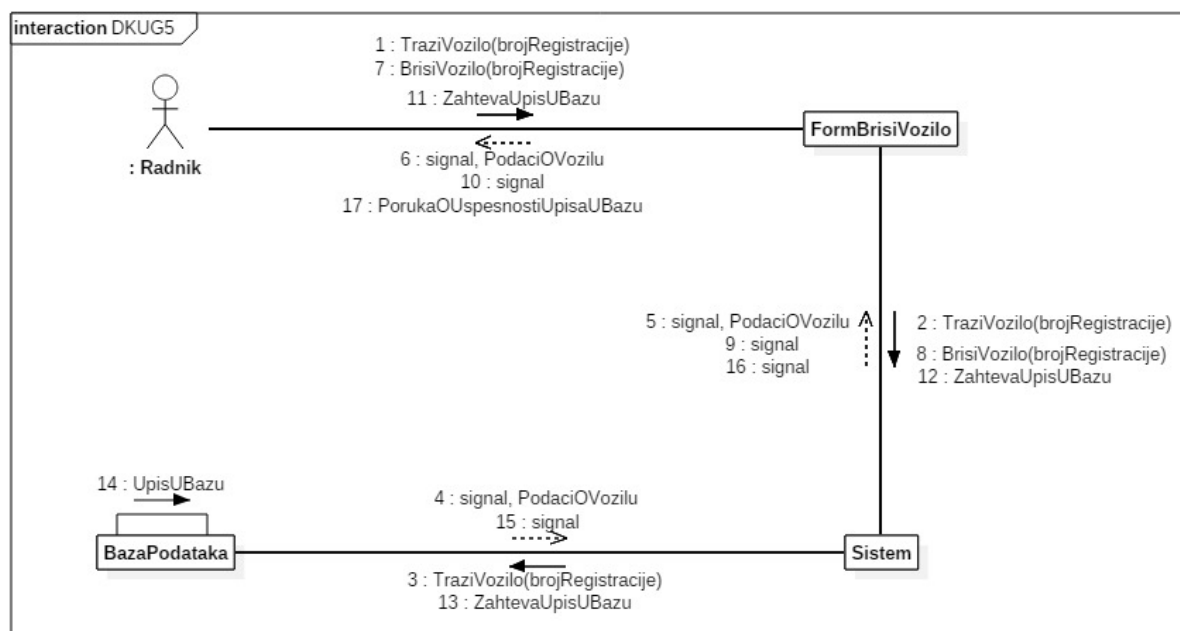 interaction DKUG5
1 : TraziVozilo(brojRegistracije)
7 : BrisiVozilo(brojRegistracije)
11 : ZahtevaUpisUBazu
FormBrisiVozilo
: Radnik
6 : signal, PodaciOVozilu
10 : signal
17 : PorukaOUspesnostiUpisaUBazu
5 : signal, PodaciOVozilu
9 : signal
16 : signal
2 : TraziVozilo(brojRegistracije)
8 : BrisiVozilo(brojRegistracije)
12 : ZahtevaUpisUBazu
14 : UpisUBazu
4 : signal, PodaciOVozilu
15 : signal
BazaPodataka
Sistem
3 : TraziVozilo(brojRegistracije)
13 : ZahtevaUpisUBazu